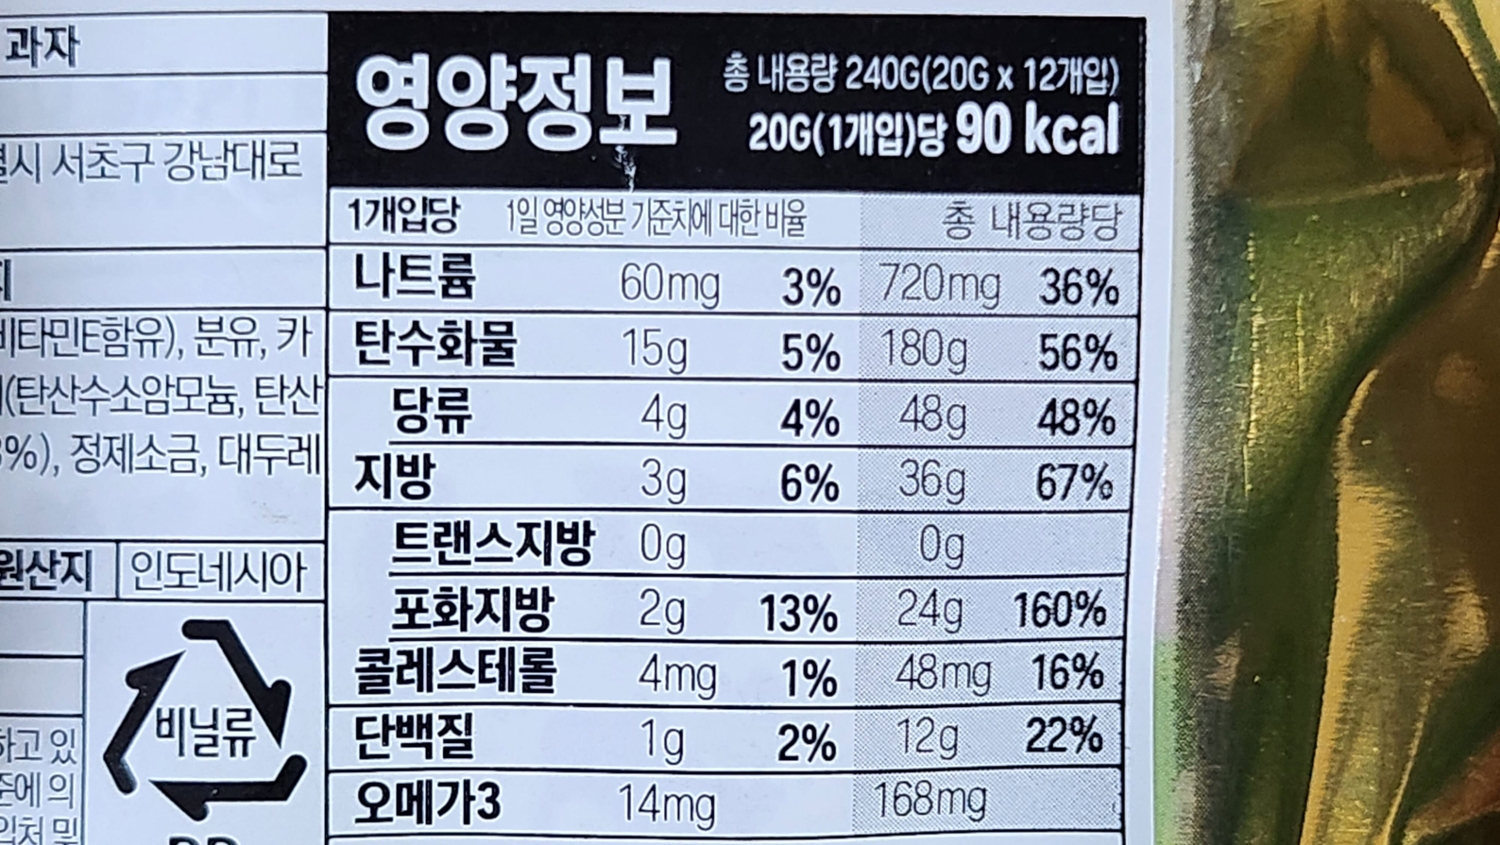 과자
시 서초구 강남대로
비타민E함유), 분유, 카
(탄산수소암모늄, 탄산
%), 정제소금, 대두레
원산지 인도네시아
비닐류
하고 있
준에 의
입처 및
영양정보
총 내용량 240G(20G x 12개입)
20G(1개입)당 90 kcal
1개입당 1일 영양성분 기준치에 대한 비율 총 내용량당
나트륨 60mg 3% 720mg 36%
탄수화물 15g 5% 180g 56%
당류 4g 4% 48g 48%
지방 3g 6% 36g 67%
트랜스지방 0g 0g
포화지방 2g 13% 24g 160%
콜레스테롤 4mg 1% 48mg 16%
단백질 1g 2% 12g 22%
오메가3 14mg 168mg